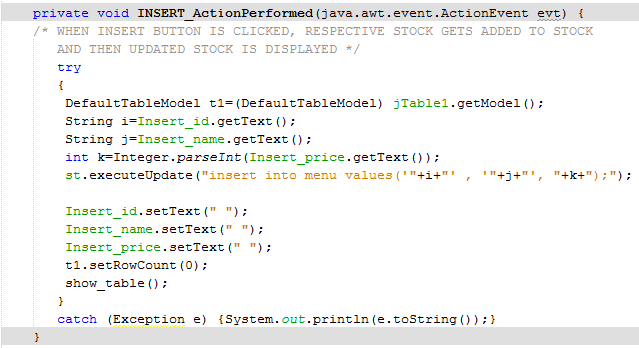 private void INSERT_ActionPerformed(java.awt.event.ActionEvent evt) {
/* WHEN INSERT BUTTON IS CLICKED, RESPECTIVE STOCK GETS ADDED TO STOCK
AND THEN UPDATED STOCK IS DISPLAYED */
try
{
DefaultTableModel t1=(DefaultTableModel) jTable1.getModel();
String i=Insert_id.getText();
String j=Insert_name.getText();
int k=Integer.parseInt(Insert_price.getText());
st.executeUpdate("insert into menu values('"+i+"' , '"+j+"', "+k+");");
Insert_id.setText(" ");
Insert_name.setText(" ");
Insert_price.setText(" ");
t1.setRowCount(0);
show_table();
}
catch (Exception e) {System.out.println(e.toString());}
}